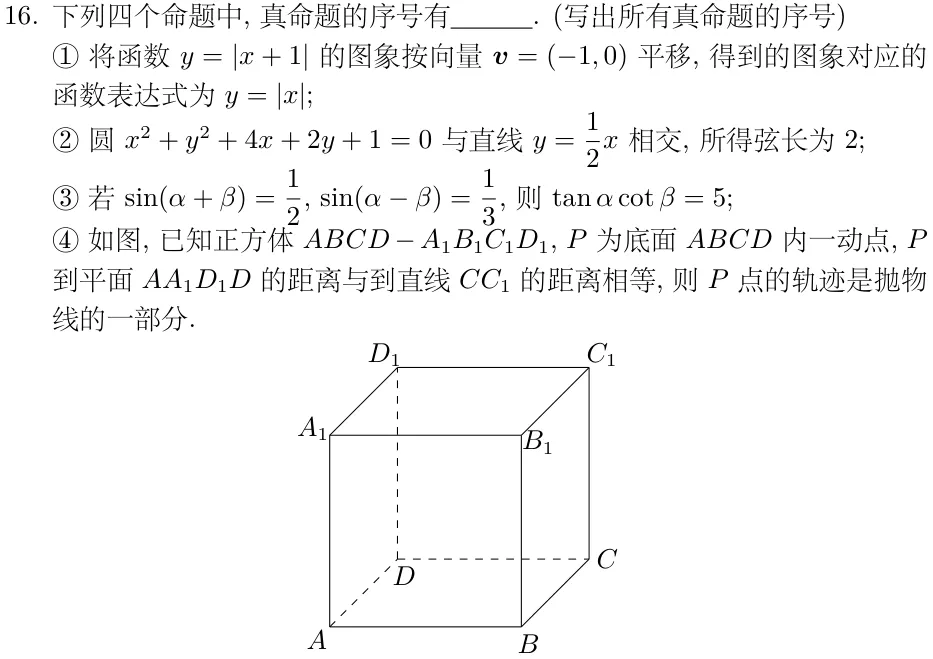 16. 下列四个命题中, 真命题的序号有______. (写出所有真命题的序号)
① 将函数 y = |x + 1| 的图象按向量 v = (−1, 0) 平移, 得到的图象对应的
函数表达式为 y = |x|;
② 圆 x² + y² + 4x + 2y + 1 = 0 与直线 y = 1/2 x 相交, 所得弦长为 2;
③ 若 sin(α + β) = 1/2, sin(α − β) = 1/3, 则 tan α cot β = 5;
④ 如图, 已知正方体 ABCD − A₁B₁C₁D₁, P 为底面 ABCD 内一动点, P
到平面 AA₁D₁D 的距离与到直线 CC₁ 的距离相等, 则 P 点的轨迹是抛物
线的一部分.
D₁ C₁
A₁ B₁
D C
A B